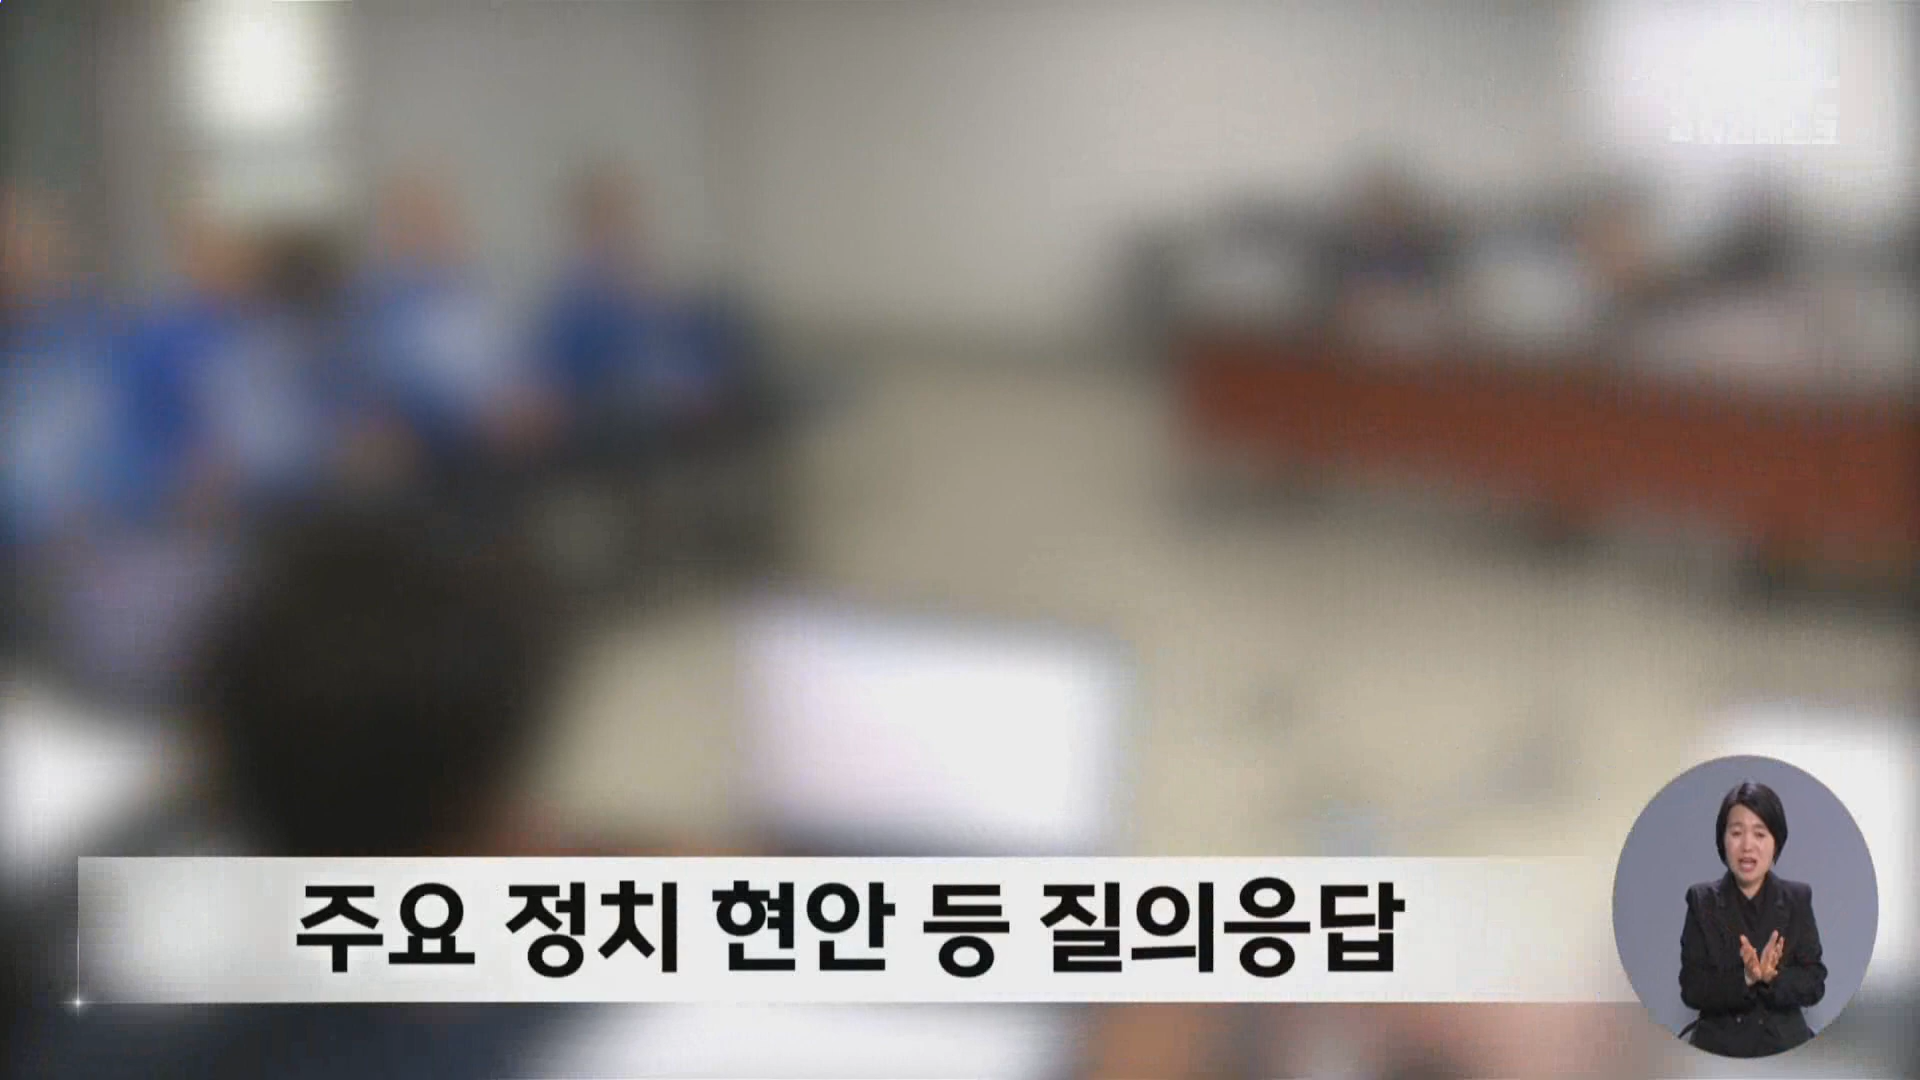 주요 정치 현안 등 질의응답